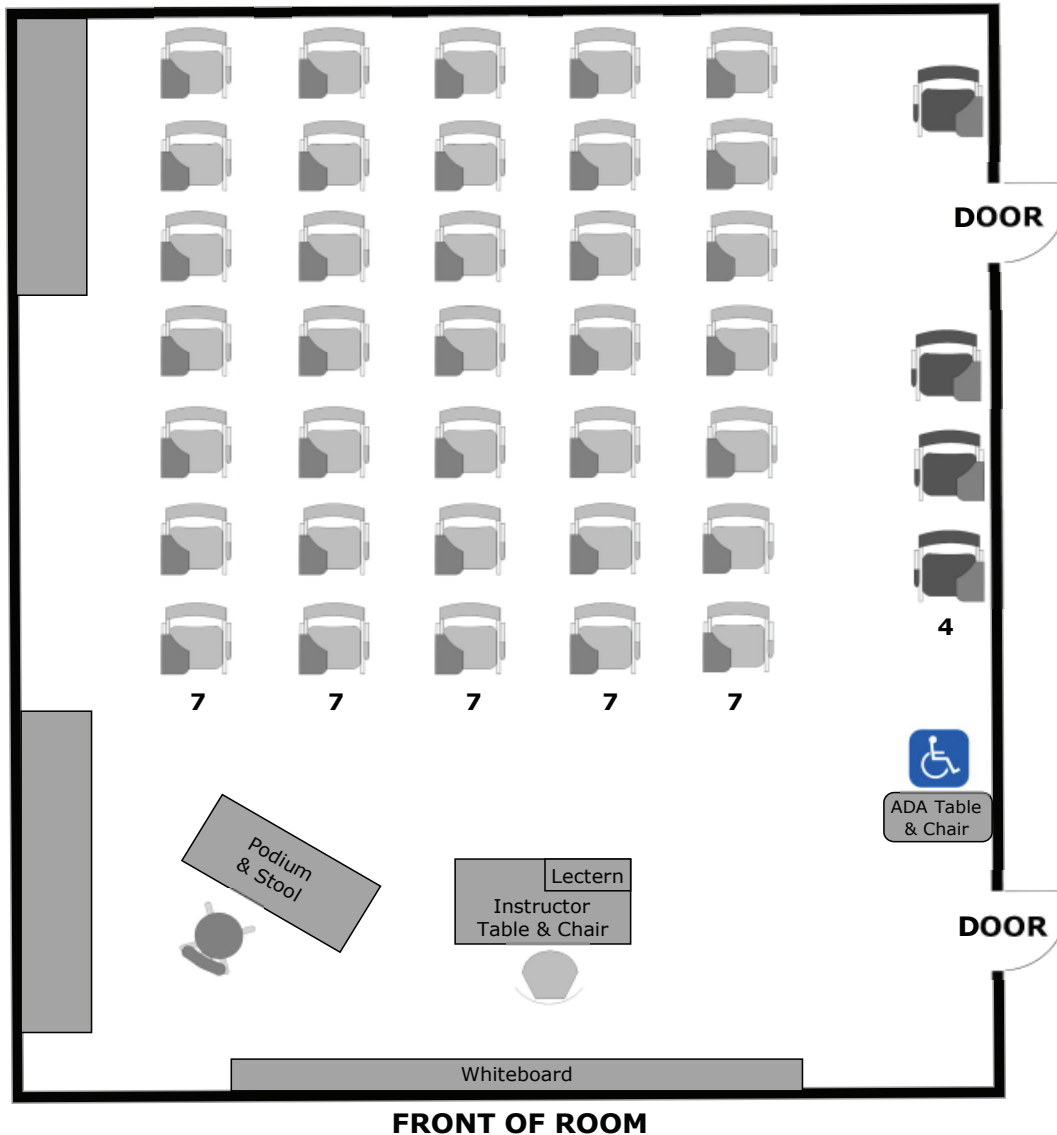 DOOR
4
7 7 7 7 7
ADA Table
& Chair
Podium
& Stool
Lectern
Instructor
Table & Chair
DOOR
Whiteboard
FRONT OF ROOM